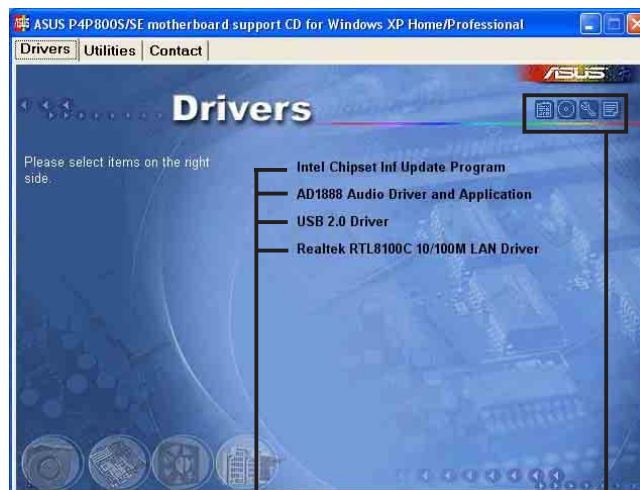 ASUS P4P800S/SE motherboard support CD for Windows XP Home/Professional
Drivers Utilities Contact
ASUS
Drivers
Please select items on the right
side.
Intel Chipset Inf Update Program
AD1888 Audio Driver and Application
USB 2.0 Driver
Realtek RTL8100C 10/100M LAN Driver